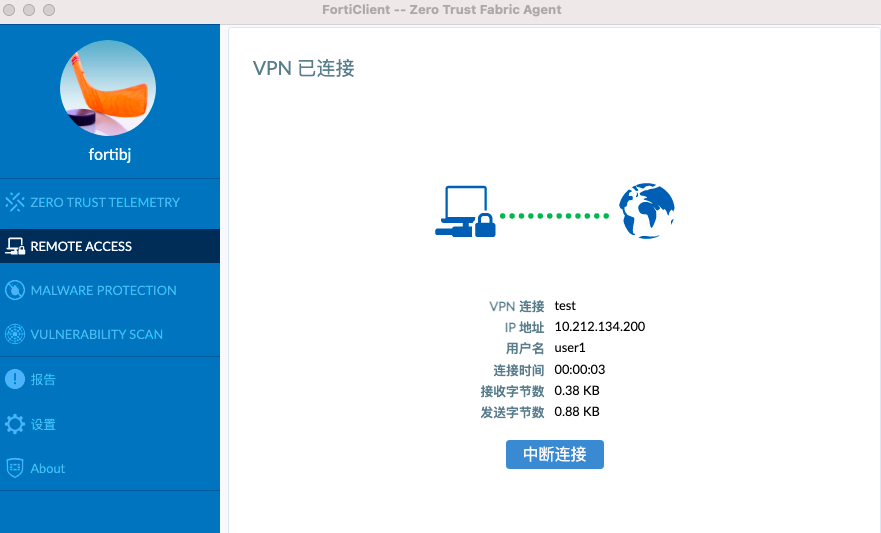 FortiClient -- Zero Trust Fabric Agent
fortibj
ZERO TRUST TELEMETRY
REMOTE ACCESS
MALWARE PROTECTION
VULNERABILITY SCAN
报告
设置
About
VPN 已连接
VPN 连接 test
IP 地址 10.212.134.200
用户名 user1
连接时间 00:00:03
接收字节数 0.38 KB
发送字节数 0.88 KB
中断连接